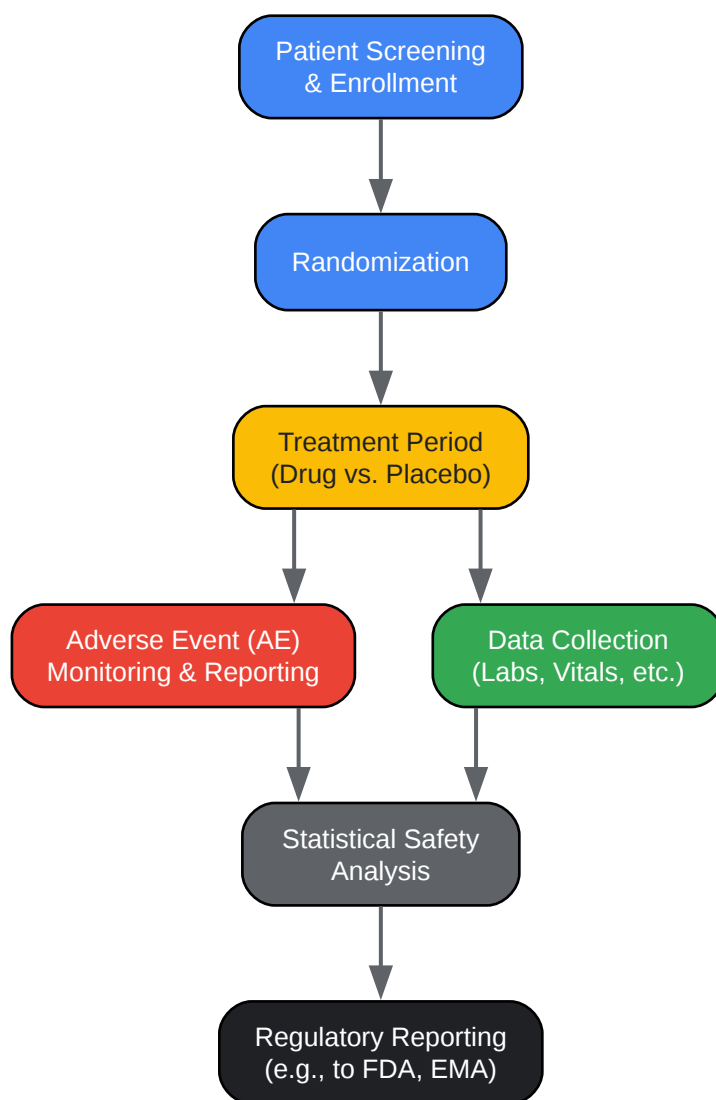 Patient Screening
& Enrollment
Randomization
Treatment Period
(Drug vs. Placebo)
Adverse Event (AE)
Monitoring & Reporting
Data Collection
(Labs, Vitals, etc.)
Statistical Safety
Analysis
Regulatory Reporting
(e.g., to FDA, EMA)